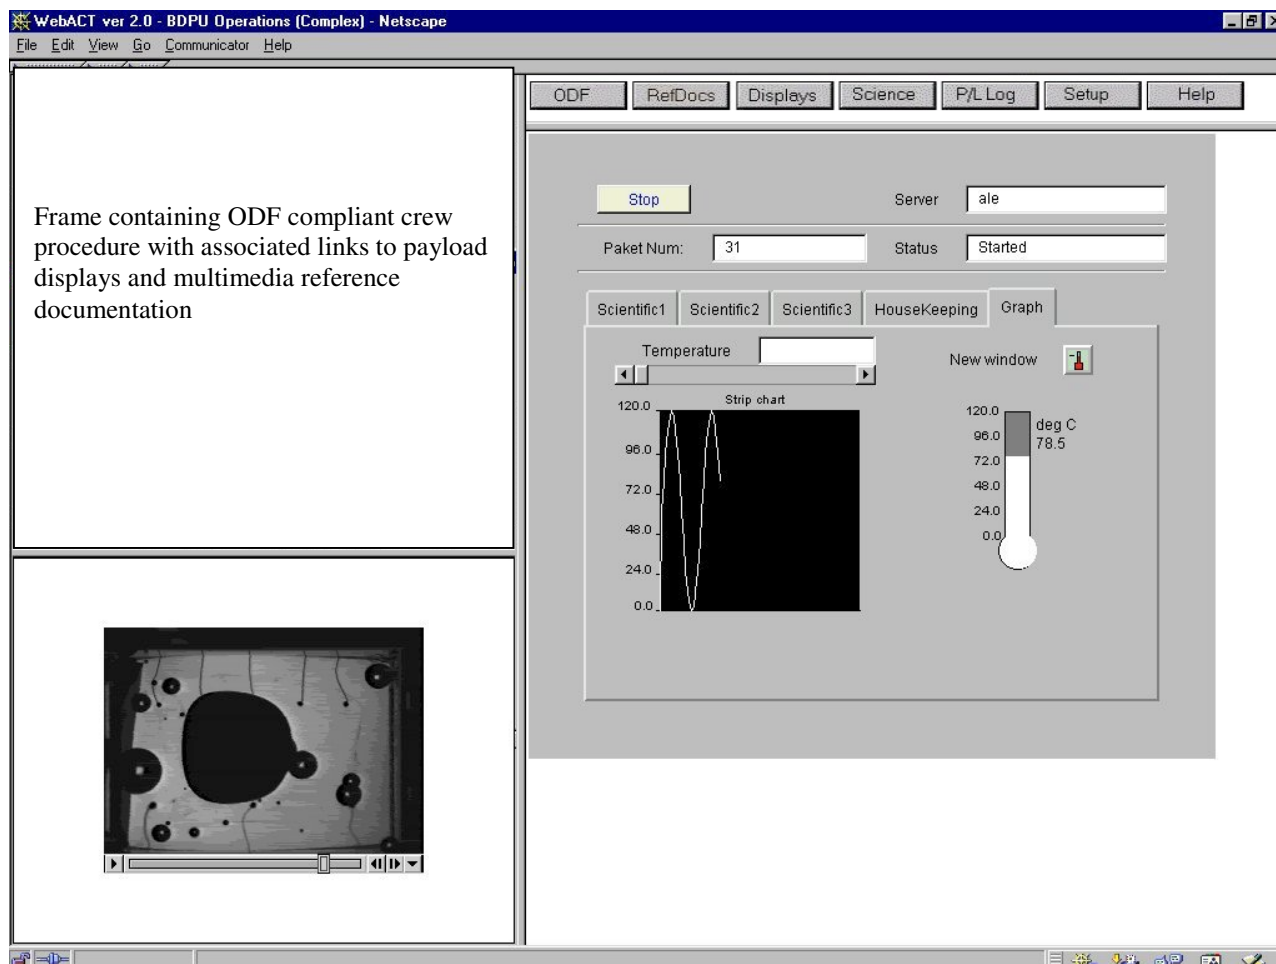 WebACT ver 2.0 - BDPU Operations (Complex) - Netscape
File Edit View Go Communicator Help
Frame containing ODF compliant crew
procedure with associated links to payload
displays and multimedia reference
documentation
ODF RefDocs Displays Science P/L Log Setup Help
Stop Server ale
Paket Num: 31 Status Started
Scientific1 Scientific2 Scientific3 HouseKeeping Graph
Temperature
New window
Strip chart
120.0
96.0
72.0
48.0
24.0
0.0
120.0
96.0
72.0
48.0
24.0
0.0
deg C
78.5